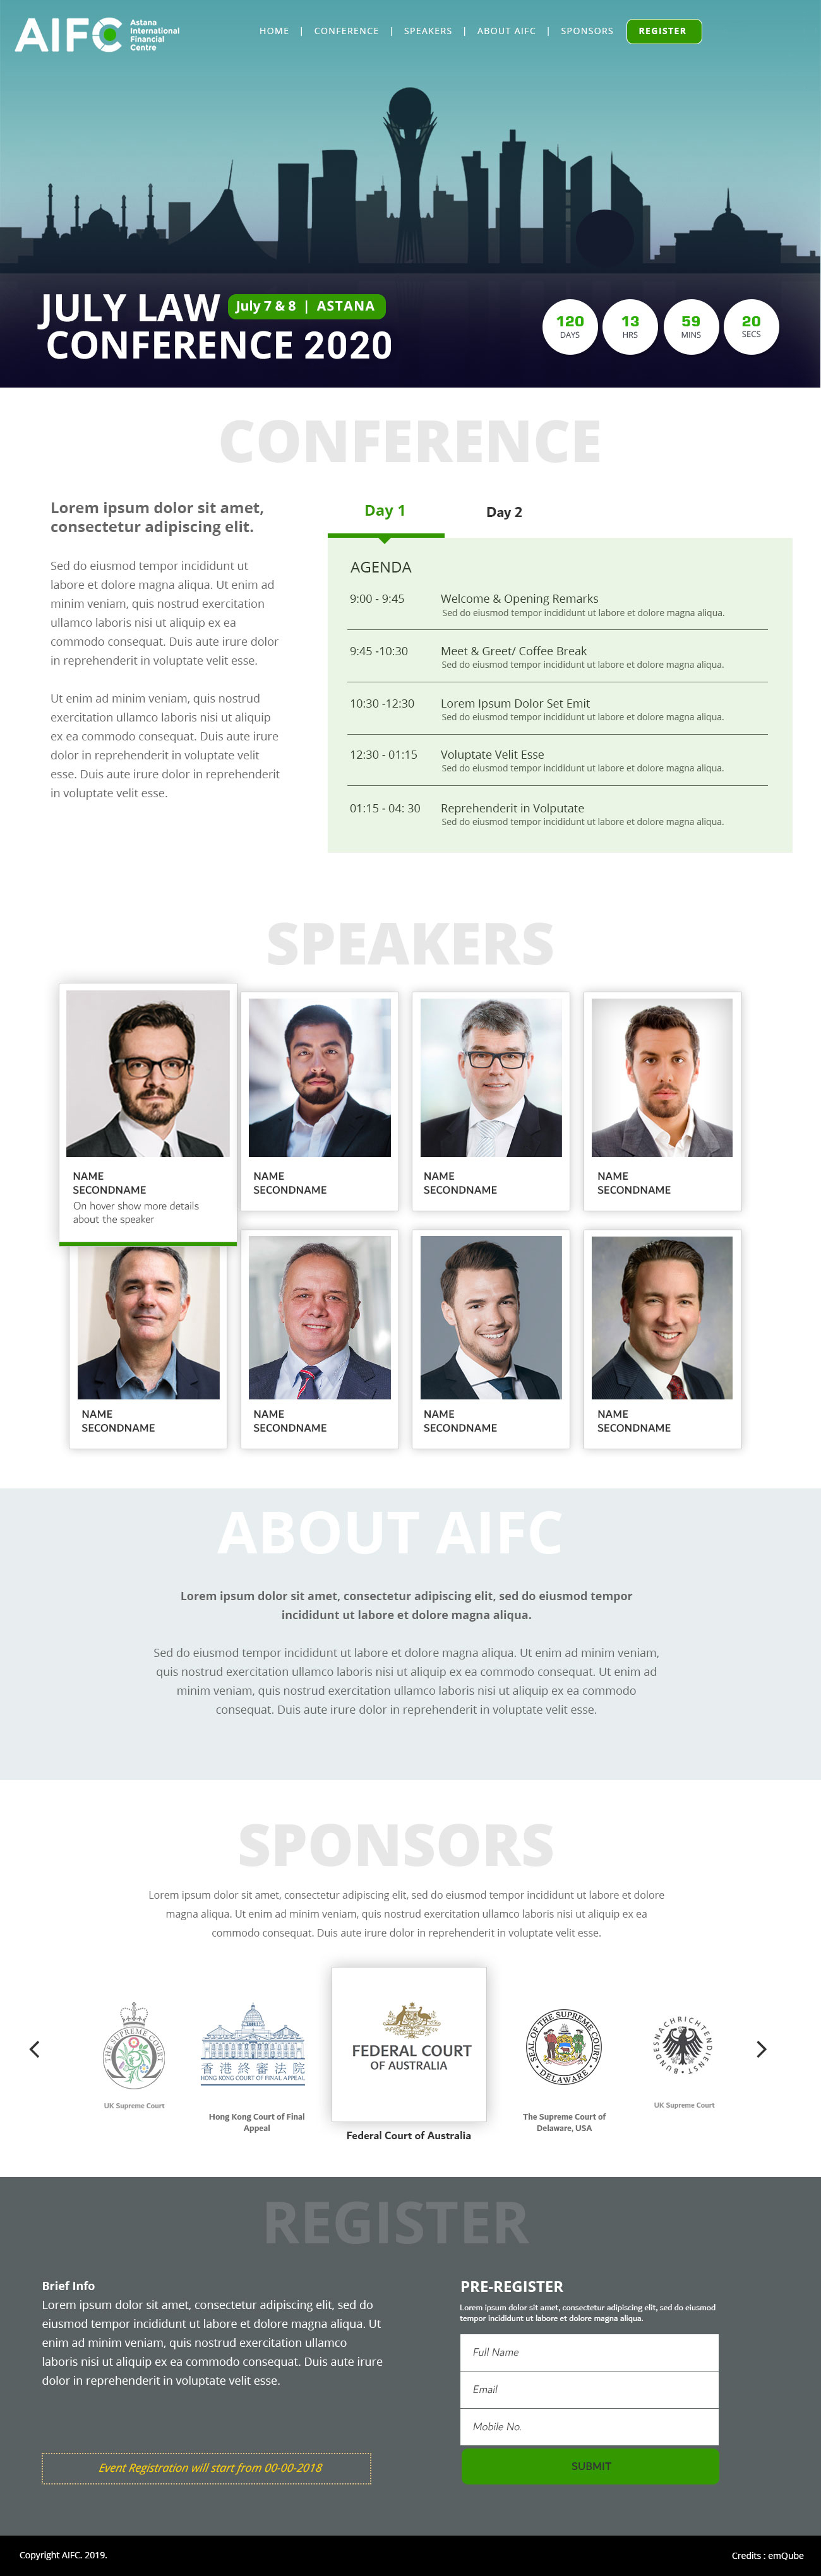 AIFC
Astana
International
Financial
Centre
HOME | CONFERENCE | SPEAKERS | ABOUT AIFC | SPONSORS REGISTER
JULY LAW July 7 & 8 | ASTANA
CONFERENCE 2020
120 13 59 20
DAYS HRS MINS SECS
CONFERENCE
Lorem ipsum dolor sit amet,
consectetur adipiscing elit.
Sed do eiusmod tempor incididunt ut
labore et dolore magna aliqua. Ut enim ad
minim veniam, quis nostrud exercitation
ullamco laboris nisi ut aliquip ex ea
commodo consequat. Duis aute irure dolor
in reprehenderit in voluptate velit esse.
Ut enim ad minim veniam, quis nostrud
exercitation ullamco laboris nisi ut aliquip
ex ea commodo consequat. Duis aute irure
dolor in reprehenderit in voluptate velit
esse. Duis aute irure dolor in reprehenderit
in voluptate velit esse.
Day 1 Day 2
AGENDA
9:00 - 9:45 Welcome & Opening Remarks
Sed do eiusmod tempor incididunt ut labore et dolore magna aliqua.
9:45 -10:30 Meet & Greet/ Coffee Break
Sed do eiusmod tempor incididunt ut labore et dolore magna aliqua.
10:30 -12:30 Lorem Ipsum Dolor Set Emit
Sed do eiusmod tempor incididunt ut labore et dolore magna aliqua.
12:30 - 01:15 Voluptate Velit Esse
Sed do eiusmod tempor incididunt ut labore et dolore magna aliqua.
01:15 - 04: 30 Reprehenderit in Volputate
Sed do eiusmod tempor incididunt ut labore et dolore magna aliqua.
SPEAKERS
NAME
SECONDNAME
On hover show more details
about the speaker
NAME
SECONDNAME
NAME
SECONDNAME
NAME
SECONDNAME
NAME
SECONDNAME
NAME
SECONDNAME
NAME
SECONDNAME
NAME
SECONDNAME
ABOUT AIFC
Lorem ipsum dolor sit amet, consectetur adipiscing elit, sed do eiusmod tempor
incididunt ut labore et dolore magna aliqua.
Sed do eiusmod tempor incididunt ut labore et dolore magna aliqua. Ut enim ad minim veniam,
quis nostrud exercitation ullamco laboris nisi ut aliquip ex ea commodo consequat. Ut enim ad
minim veniam, quis nostrud exercitation ullamco laboris nisi ut aliquip ex ea commodo
consequat. Duis aute irure dolor in reprehenderit in voluptate velit esse.
SPONSORS
Lorem ipsum dolor sit amet, consectetur adipiscing elit, sed do eiusmod tempor incididunt ut labore et dolore
magna aliqua. Ut enim ad minim veniam, quis nostrud exercitation ullamco laboris nisi ut aliquip ex ea
commodo consequat. Duis aute irure dolor in reprehenderit in voluptate velit esse.
THE SUPREME COURT
UK Supreme Court
香港終審法院
HONG KONG COURT OF FINAL APPEAL
Hong Kong Court of Final
Appeal
FEDERAL COURT
OF AUSTRALIA
Federal Court of Australia
SEAL OF THE SUPREME COURT
DELAWARE
The Supreme Court of
Delaware, USA
BUNDESNACHRICHTENDIENST
UK Supreme Court
REGISTER
Brief Info
Lorem ipsum dolor sit amet, consectetur adipiscing elit, sed do
eiusmod tempor incididunt ut labore et dolore magna aliqua. Ut
enim ad minim veniam, quis nostrud exercitation ullamco
laboris nisi ut aliquip ex ea commodo consequat. Duis aute irure
dolor in reprehenderit in voluptate velit esse.
Event Registration will start from 00-00-2018
PRE-REGISTER
Lorem ipsum dolor sit amet, consectetur adipiscing elit, sed do eiusmod
tempor incididunt ut labore et dolore magna aliqua.
Full Name
Email
Mobile No.
SUBMIT
Copyright AIFC. 2019.
Credits : emQube